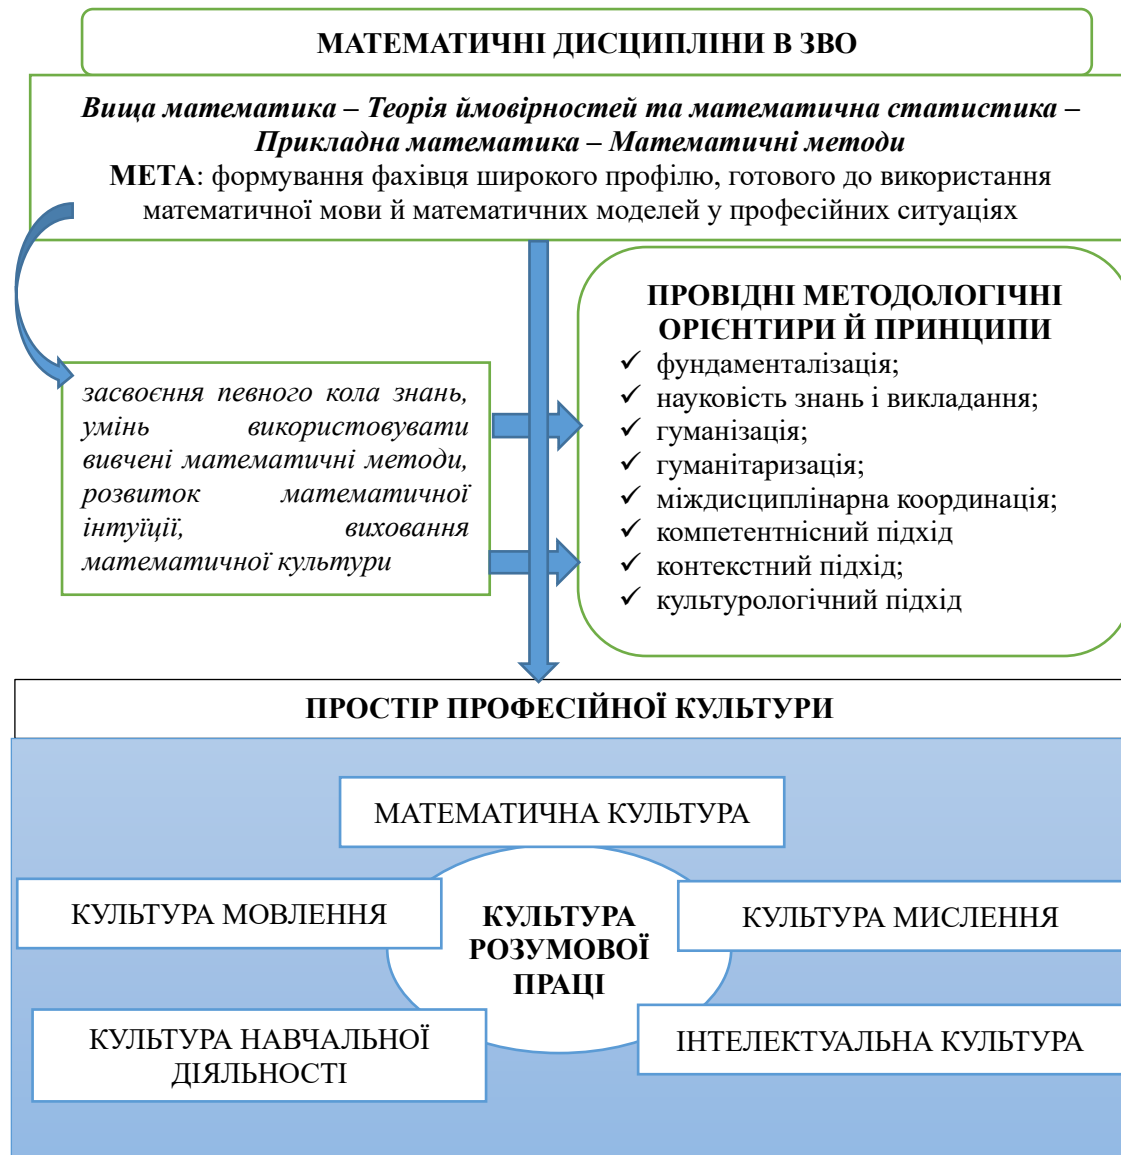 МАТЕМАТИЧНІ ДИСЦИПЛІНИ В ЗВО
Вища математика – Теорія ймовірностей та математична статистика –
Прикладна математика – Математичні методи
МЕТА: формування фахівця широкого профілю, готового до використання
математичної мови й математичних моделей у професійних ситуаціях
засвоєння певного кола знань,
умінь використовувати
вивчені математичні методи,
розвиток математичної
інтуїції, виховання
математичної культури
ПРОВІДНІ МЕТОДОЛОГІЧНІ
ОРІЄНТИРИ Й ПРИНЦИПИ
✓ фундаменталізація;
✓ науковість знань і викладання;
✓ гуманізація;
✓ гуманітаризація;
✓ міждисциплінарна координація;
✓ компетентнісний підхід
✓ контекстний підхід;
✓ культурологічний підхід
ПРОСТІР ПРОФЕСІЙНОЇ КУЛЬТУРИ
МАТЕМАТИЧНА КУЛЬТУРА
КУЛЬТУРА МОВЛЕННЯ
КУЛЬТУРА
РОЗУМОВОЇ
ПРАЦІ
КУЛЬТУРА МИСЛЕННЯ
КУЛЬТУРА НАВЧАЛЬНОЇ
ДІЯЛЬНОСТІ
ІНТЕЛЕКТУАЛЬНА КУЛЬТУРА